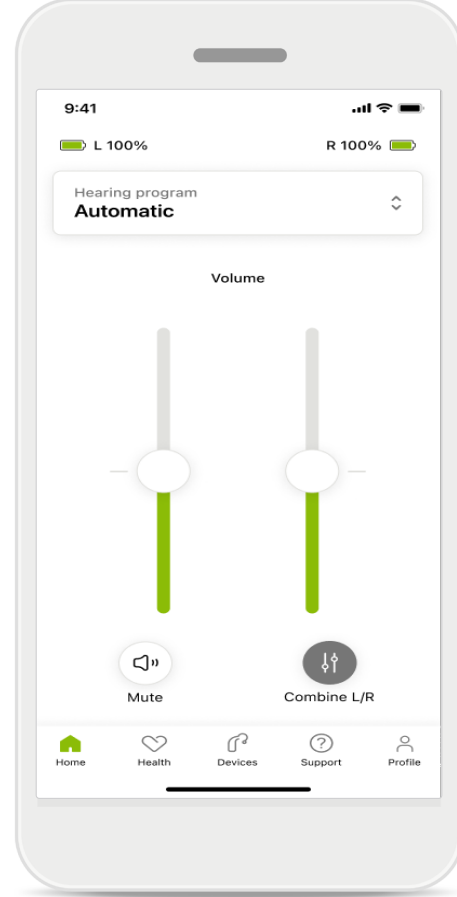 9:41
L 100% R 100%
Hearing program
Automatic
Volume
Mute Combine L/R
Home Health Devices Support Profile